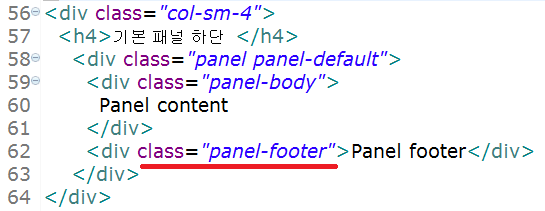 56 <div class="col-sm-4">
57 <h4>기본 패널 하단 </h4>
58 <div class="panel panel-default">
59 <div class="panel-body">
60 Panel content
61 </div>
62 <div class="panel-footer">Panel footer</div>
63 </div>
64 </div>